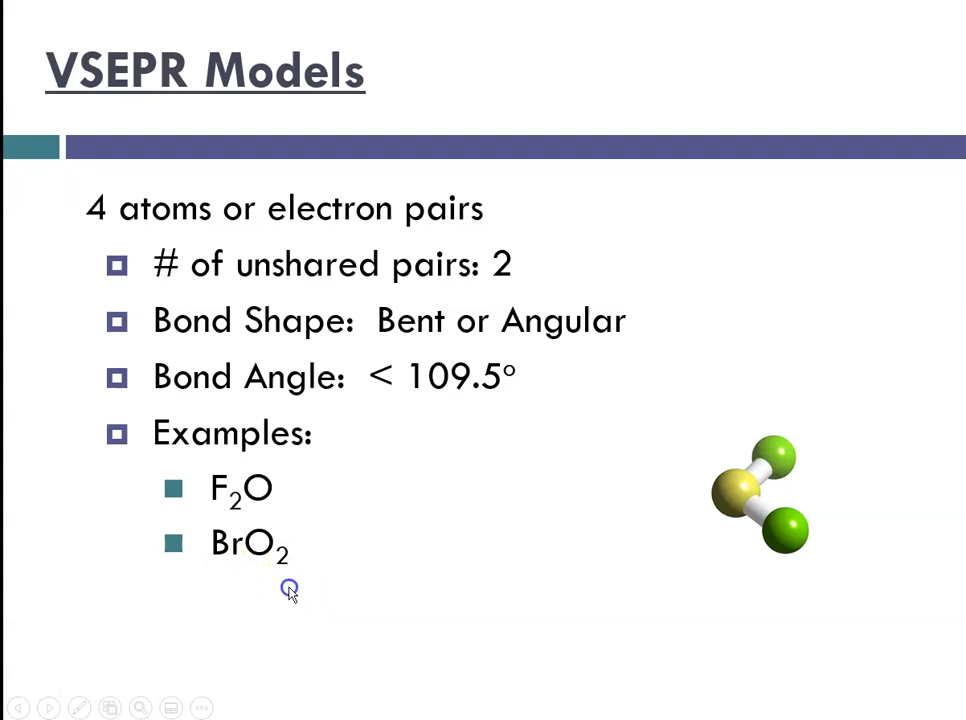 VSEPR Models
4 atoms or electron pairs
# of unshared pairs: 2
Bond Shape: Bent or Angular
Bond Angle: < 109.5°
Examples:
F₂O
BrO₂